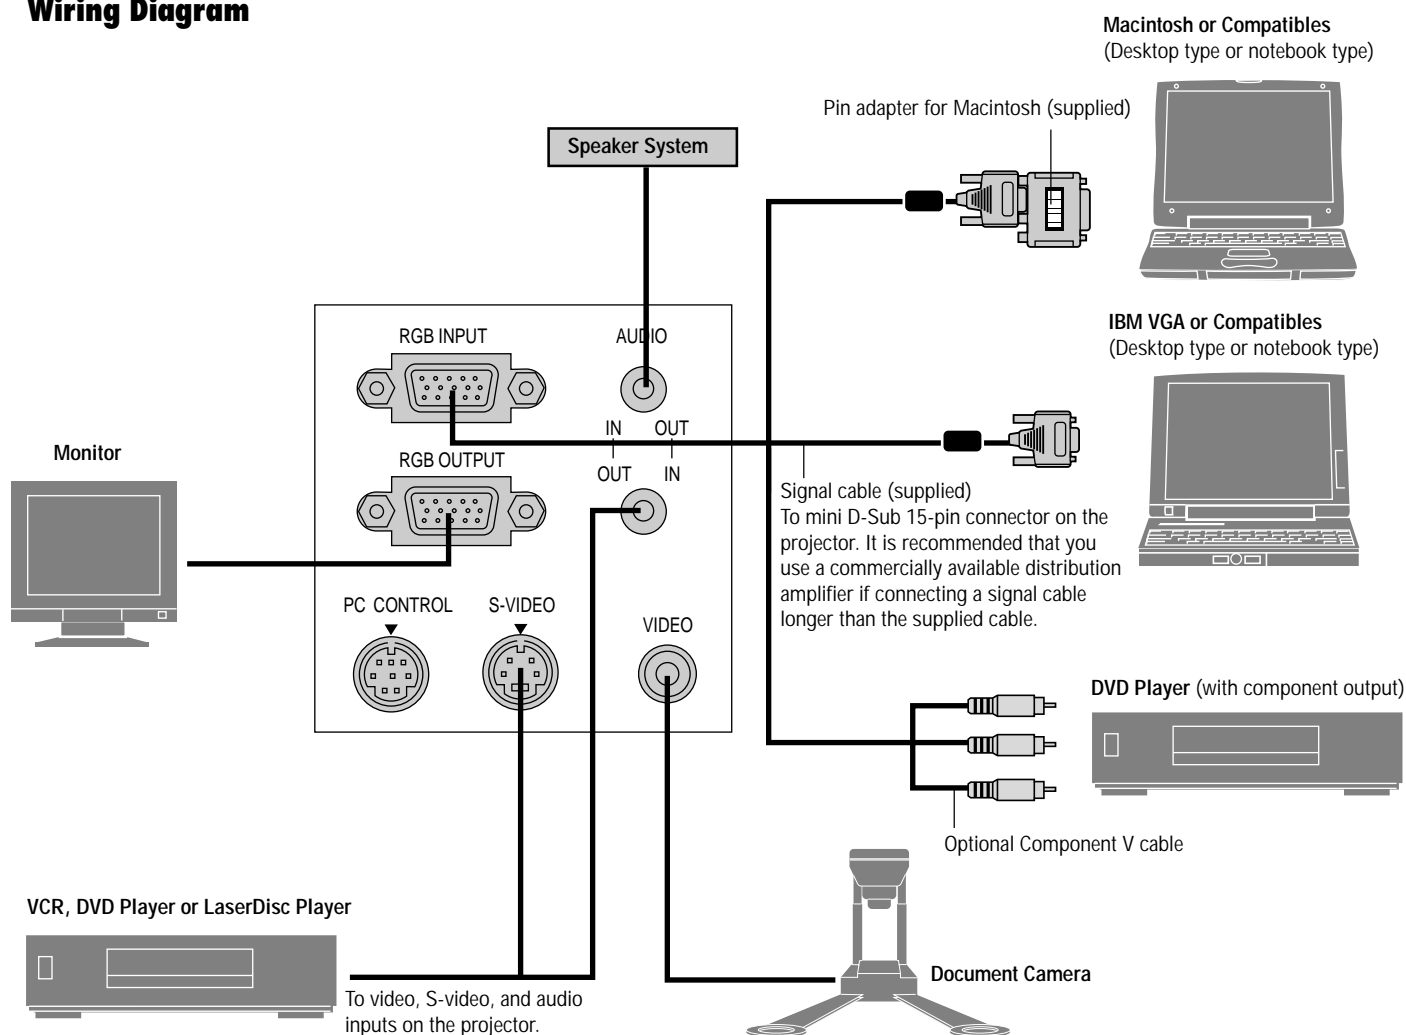 Wiring Diagram
Macintosh or Compatibles
(Desktop type or notebook type)
Pin adapter for Macintosh (supplied)
Speaker System
IBM VGA or Compatibles
(Desktop type or notebook type)
RGB INPUT
AUDIO
IN OUT
Monitor
RGB OUTPUT
OUT IN
Signal cable (supplied)
To mini D-Sub 15-pin connector on the
projector. It is recommended that you
use a commercially available distribution
amplifier if connecting a signal cable
longer than the supplied cable.
PC CONTROL
S-VIDEO
VIDEO
DVD Player (with component output)
Optional Component V cable
VCR, DVD Player or LaserDisc Player
To video, S-video, and audio
inputs on the projector.
Document Camera